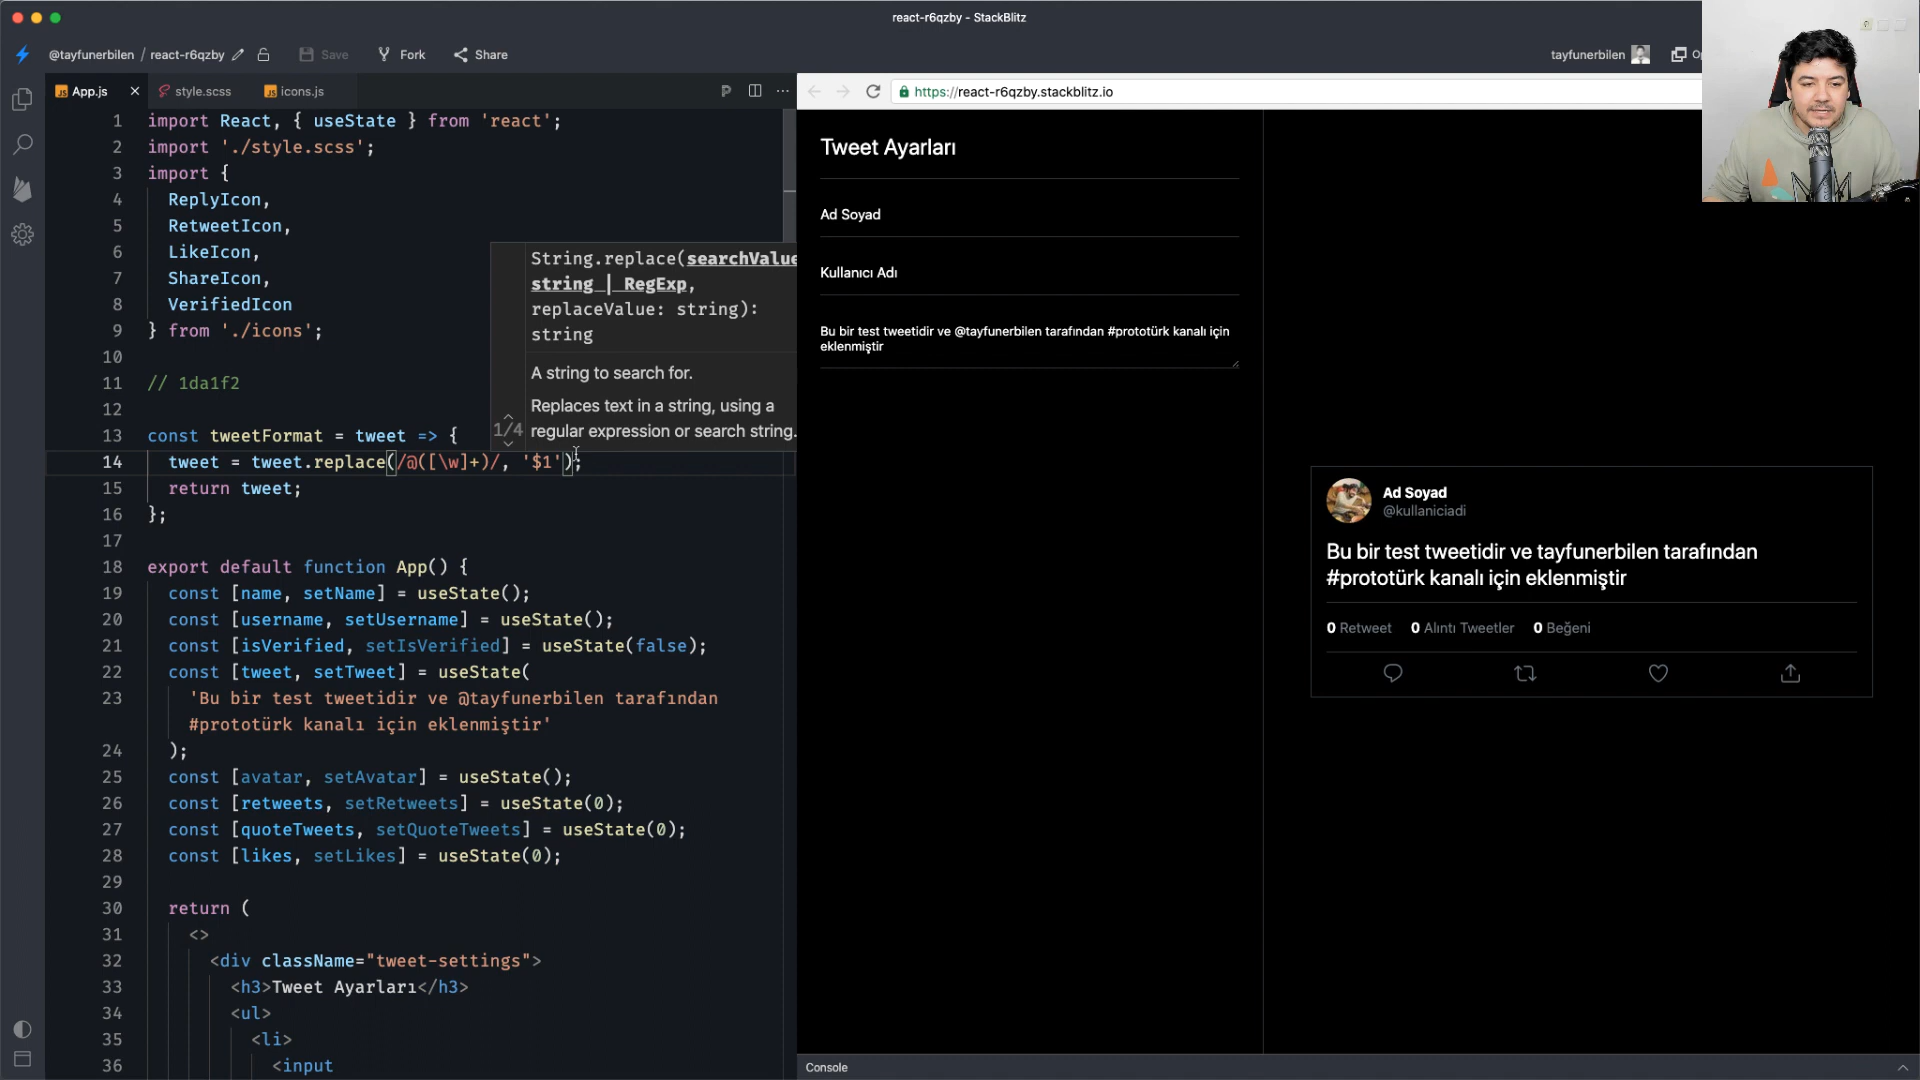 react-r6qzby - StackBlitz
@tayfunerbilen / react-r6qzby
Save
Fork
Share
tayfunerbilen
App.js
style.scss
icons.js
https://react-r6qzby.stackblitz.io
1 import React, { useState } from 'react';
2 import './style.scss';
3 import {
4 ReplyIcon,
5 RetweetIcon,
6 LikeIcon,
7 ShareIcon,
8 VerifiedIcon
9 } from './icons';
10
11 // 1da1f2
12
13 const tweetFormat = tweet => {
14 tweet = tweet.replace(/@([\w]+)/, '$1');
15 return tweet;
16 };
17
18 export default function App() {
19 const [name, setName] = useState();
20 const [username, setUsername] = useState();
21 const [isVerified, setIsVerified] = useState(false);
22 const [tweet, setTweet] = useState(
23 'Bu bir test tweetidir ve @tayfunerbilen tarafından
#prototürk kanalı için eklenmiştir'
24 );
25 const [avatar, setAvatar] = useState();
26 const [retweets, setRetweets] = useState(0);
27 const [quoteTweets, setQuoteTweets] = useState(0);
28 const [likes, setLikes] = useState(0);
29
30 return (
31 <>
32 <div className="tweet-settings">
33 <h3>Tweet Ayarları</h3>
34 <ul>
35 <li>
36 <input
String.replace(searchValue
string | RegExp,
replaceValue: string):
string
A string to search for.
1/4
Replaces text in a string, using a
regular expression or search string.
Tweet Ayarları
Ad Soyad
Kullanıcı Adı
Bu bir test tweetidir ve @tayfunerbilen tarafından #prototürk kanalı için
eklenmiştir
Ad Soyad
@kullaniciadi
Bu bir test tweetidir ve tayfunerbilen tarafından
#prototürk kanalı için eklenmiştir
0 Retweet 0 Alıntı Tweetler 0 Beğeni
Console